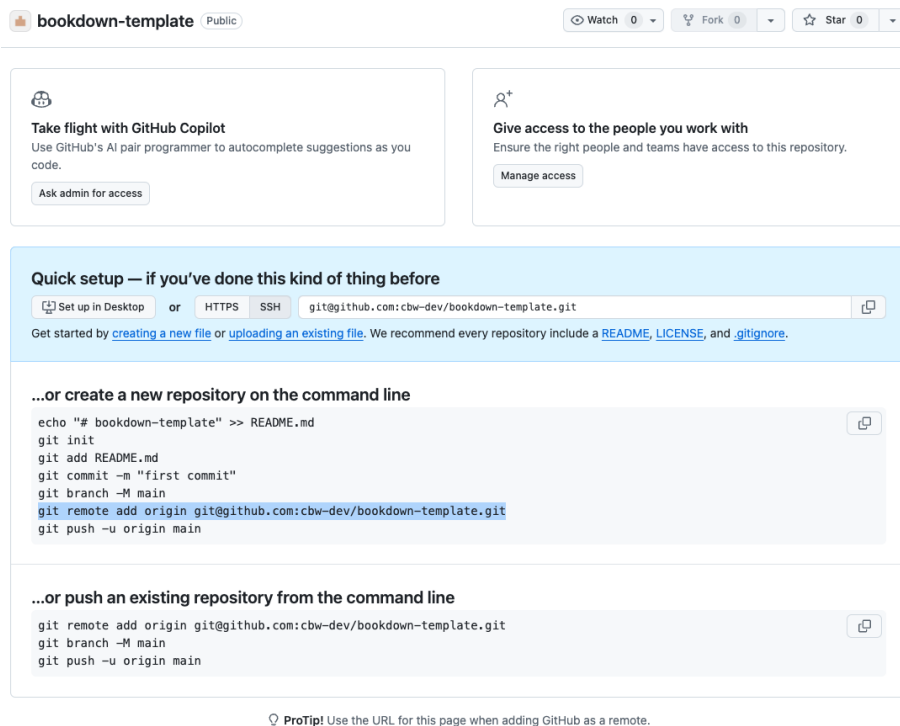 bookdown-template Public
Watch 0
Fork 0
Star 0
Take flight with GitHub Copilot
Use GitHub's AI pair programmer to autocomplete suggestions as you
code.
Ask admin for access
Give access to the people you work with
Ensure the right people and teams have access to this repository.
Manage access
Quick setup — if you've done this kind of thing before
Set up in Desktop or HTTPS SSH git@github.com:cbw-dev/bookdown-template.git
Get started by creating a new file or uploading an existing file. We recommend every repository include a README, LICENSE, and .gitignore.
...or create a new repository on the command line
echo "# bookdown-template" >> README.md
git init
git add README.md
git commit -m "first commit"
git branch -M main
git remote add origin git@github.com:cbw-dev/bookdown-template.git
git push -u origin main
...or push an existing repository from the command line
git remote add origin git@github.com:cbw-dev/bookdown-template.git
git branch -M main
git push -u origin main
ProTip! Use the URL for this page when adding GitHub as a remote.